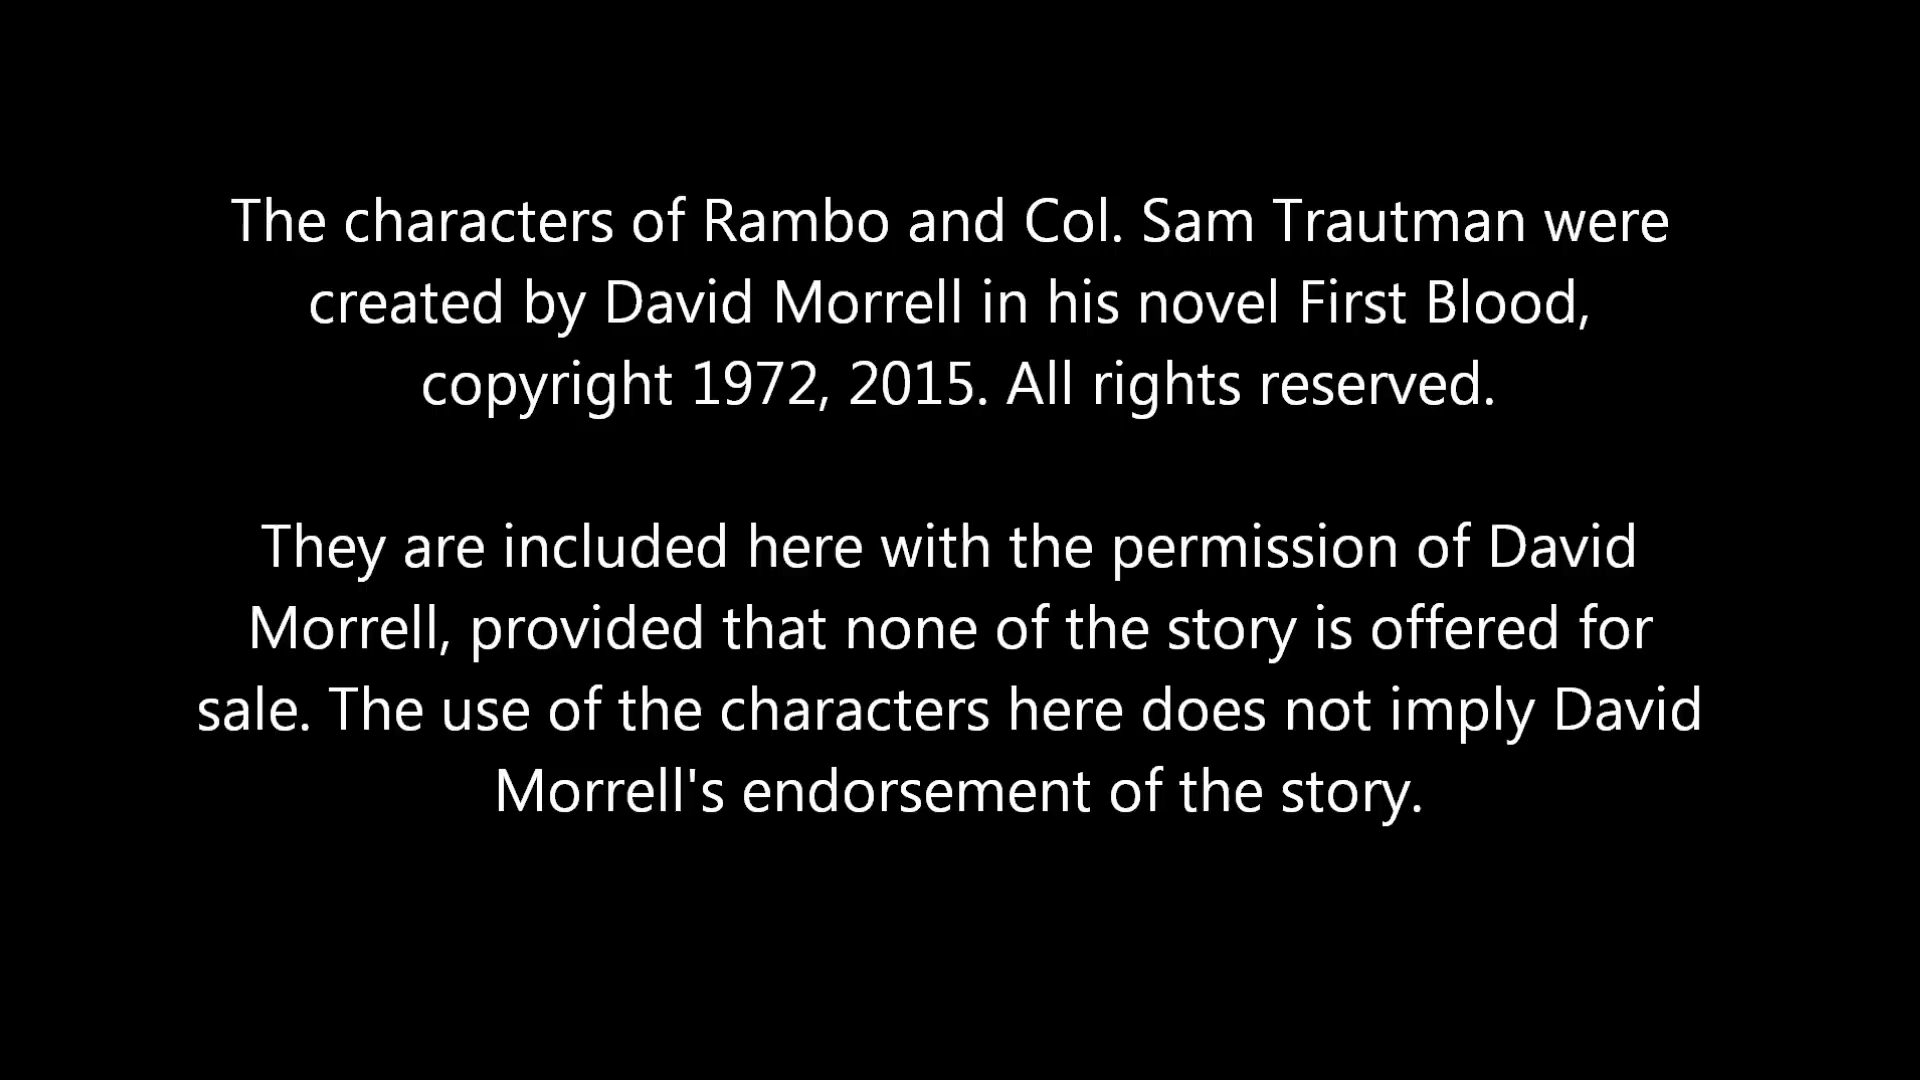 The characters of Rambo and Col. Sam Trautman were
created by David Morrell in his novel First Blood,
copyright 1972, 2015. All rights reserved.
They are included here with the permission of David
Morrell, provided that none of the story is offered for
sale. The use of the characters here does not imply David
Morrell's endorsement of the story.